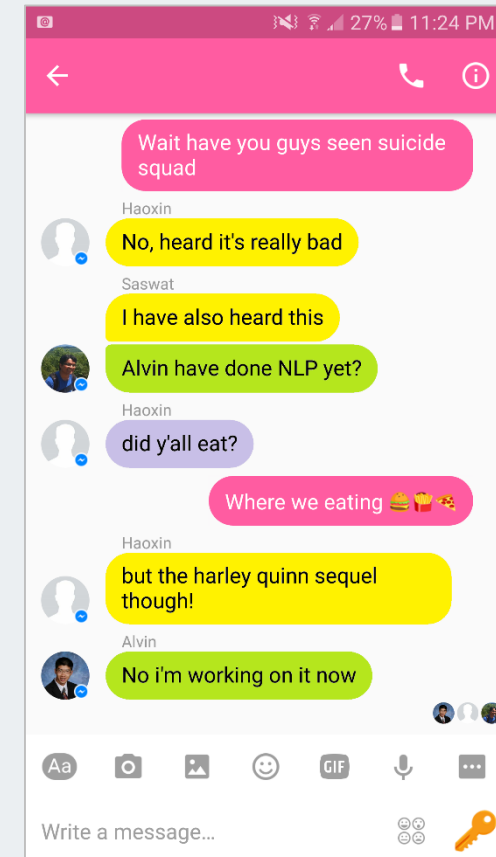 27% 11:24 PM
Wait have you guys seen suicide
squad
Haoxin
No, heard it's really bad
Saswat
I have also heard this
Alvin have done NLP yet?
Haoxin
did y'all eat?
Where we eating 🍔🍟🍕
Haoxin
but the harley quinn sequel
though!
Alvin
No i'm working on it now
Aa
GIF
Write a message...